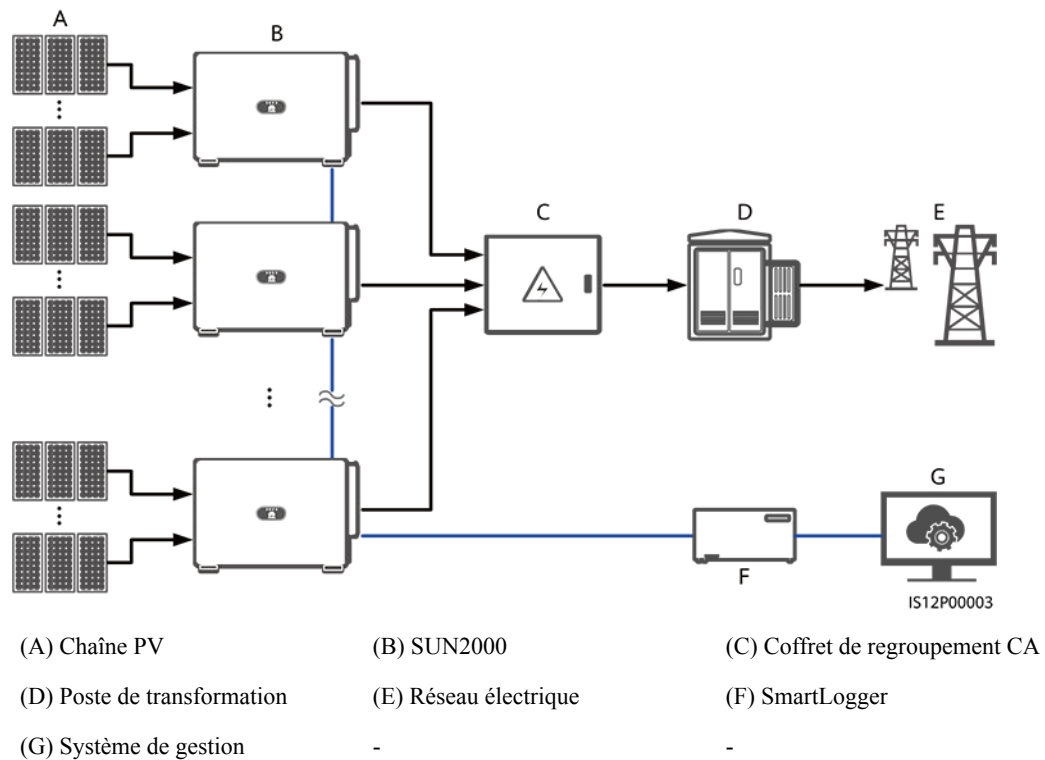 A
B
C
D
E
G
F
IS12P00003
(A) Chaîne PV (B) SUN2000 (C) Coffret de regroupement CA
(D) Poste de transformation (E) Réseau électrique (F) SmartLogger
(G) Système de gestion - -